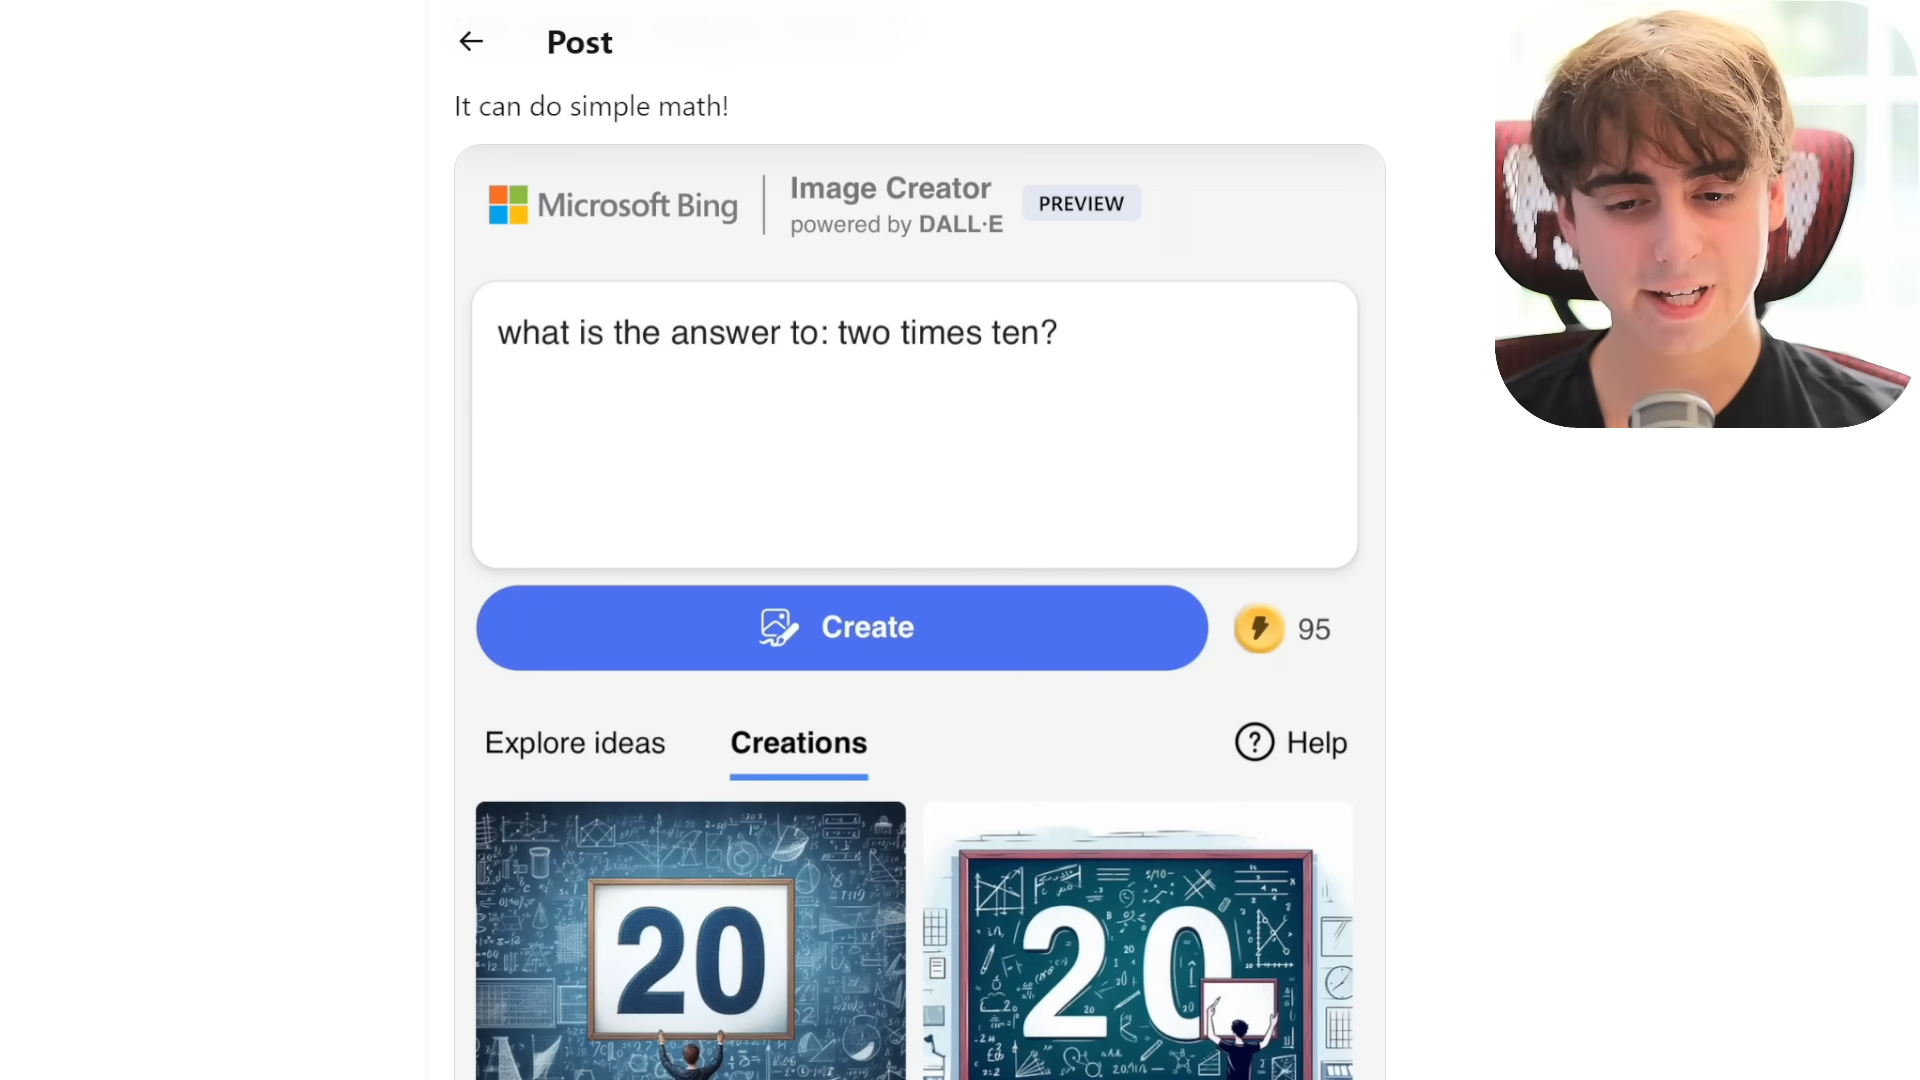 Post
It can do simple math!
Microsoft Bing
Image Creator
powered by DALL·E
PREVIEW
what is the answer to: two times ten?
Create
95
Explore ideas
Creations
Help
20
20